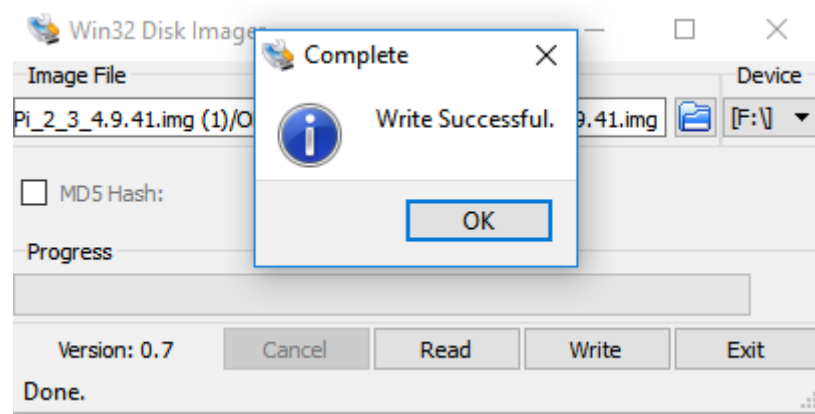 Win32 Disk Imager
Complete
Image File
Device
Pi_2_3_4.9.41.img (1)/O
9.41.img
[F:\]
Write Successful.
MD5 Hash:
OK
Progress
Version: 0.7
Cancel
Read
Write
Exit
Done.